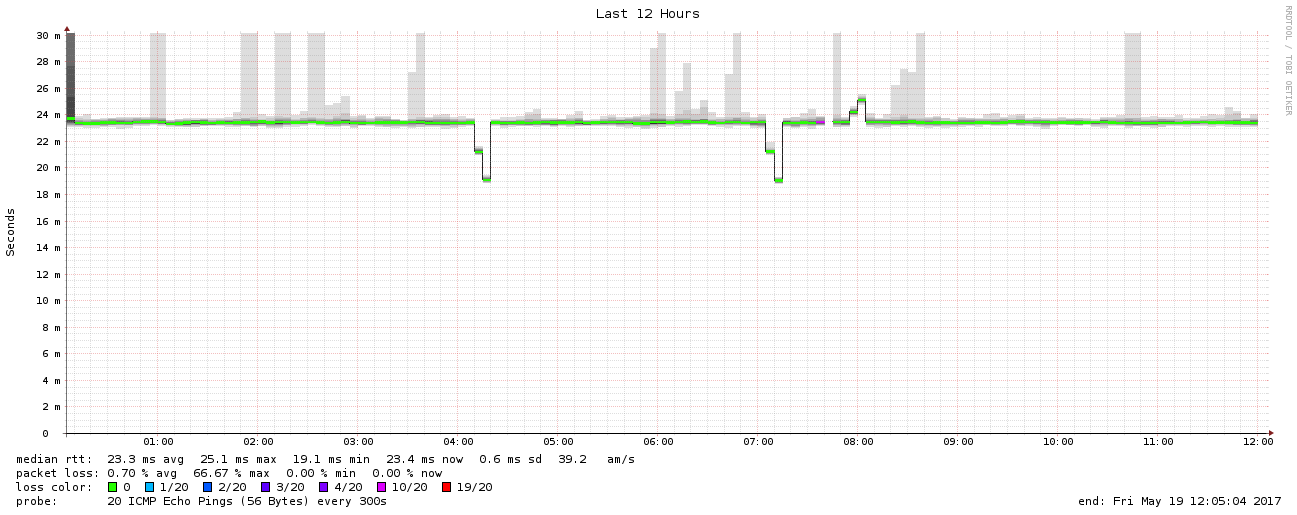 Last 12 Hours
RRDTOOL / TOBI OETIKER
Seconds
30 m
28 m
26 m
24 m
22 m
20 m
18 m
16 m
14 m
12 m
10 m
8 m
6 m
4 m
2 m
0
01:00 02:00 03:00 04:00 05:00 06:00 07:00 08:00 09:00 10:00 11:00 12:00
median rtt: 23.3 ms avg 25.1 ms max 19.1 ms min 23.4 ms now 0.6 ms sd 39.2 am/s
packet loss: 0.70 % avg 66.67 % max 0.00 % min 0.00 % now
loss color: 0 1/20 2/20 3/20 4/20 10/20 19/20
probe: 20 ICMP Echo Pings (56 Bytes) every 300s end: Fri May 19 12:05:04 2017